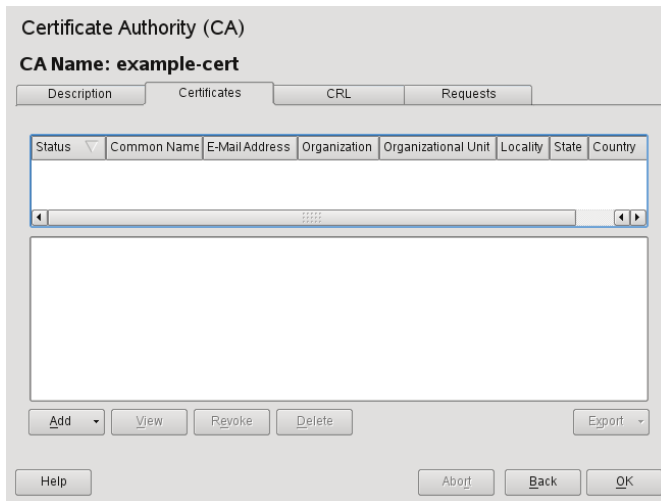 Certificate Authority (CA)
CA Name: example-cert
Description Certificates CRL Requests
Status Common Name E-Mail Address Organization Organizational Unit Locality State Country
Add View Revoke Delete Export
Help Abort Back OK